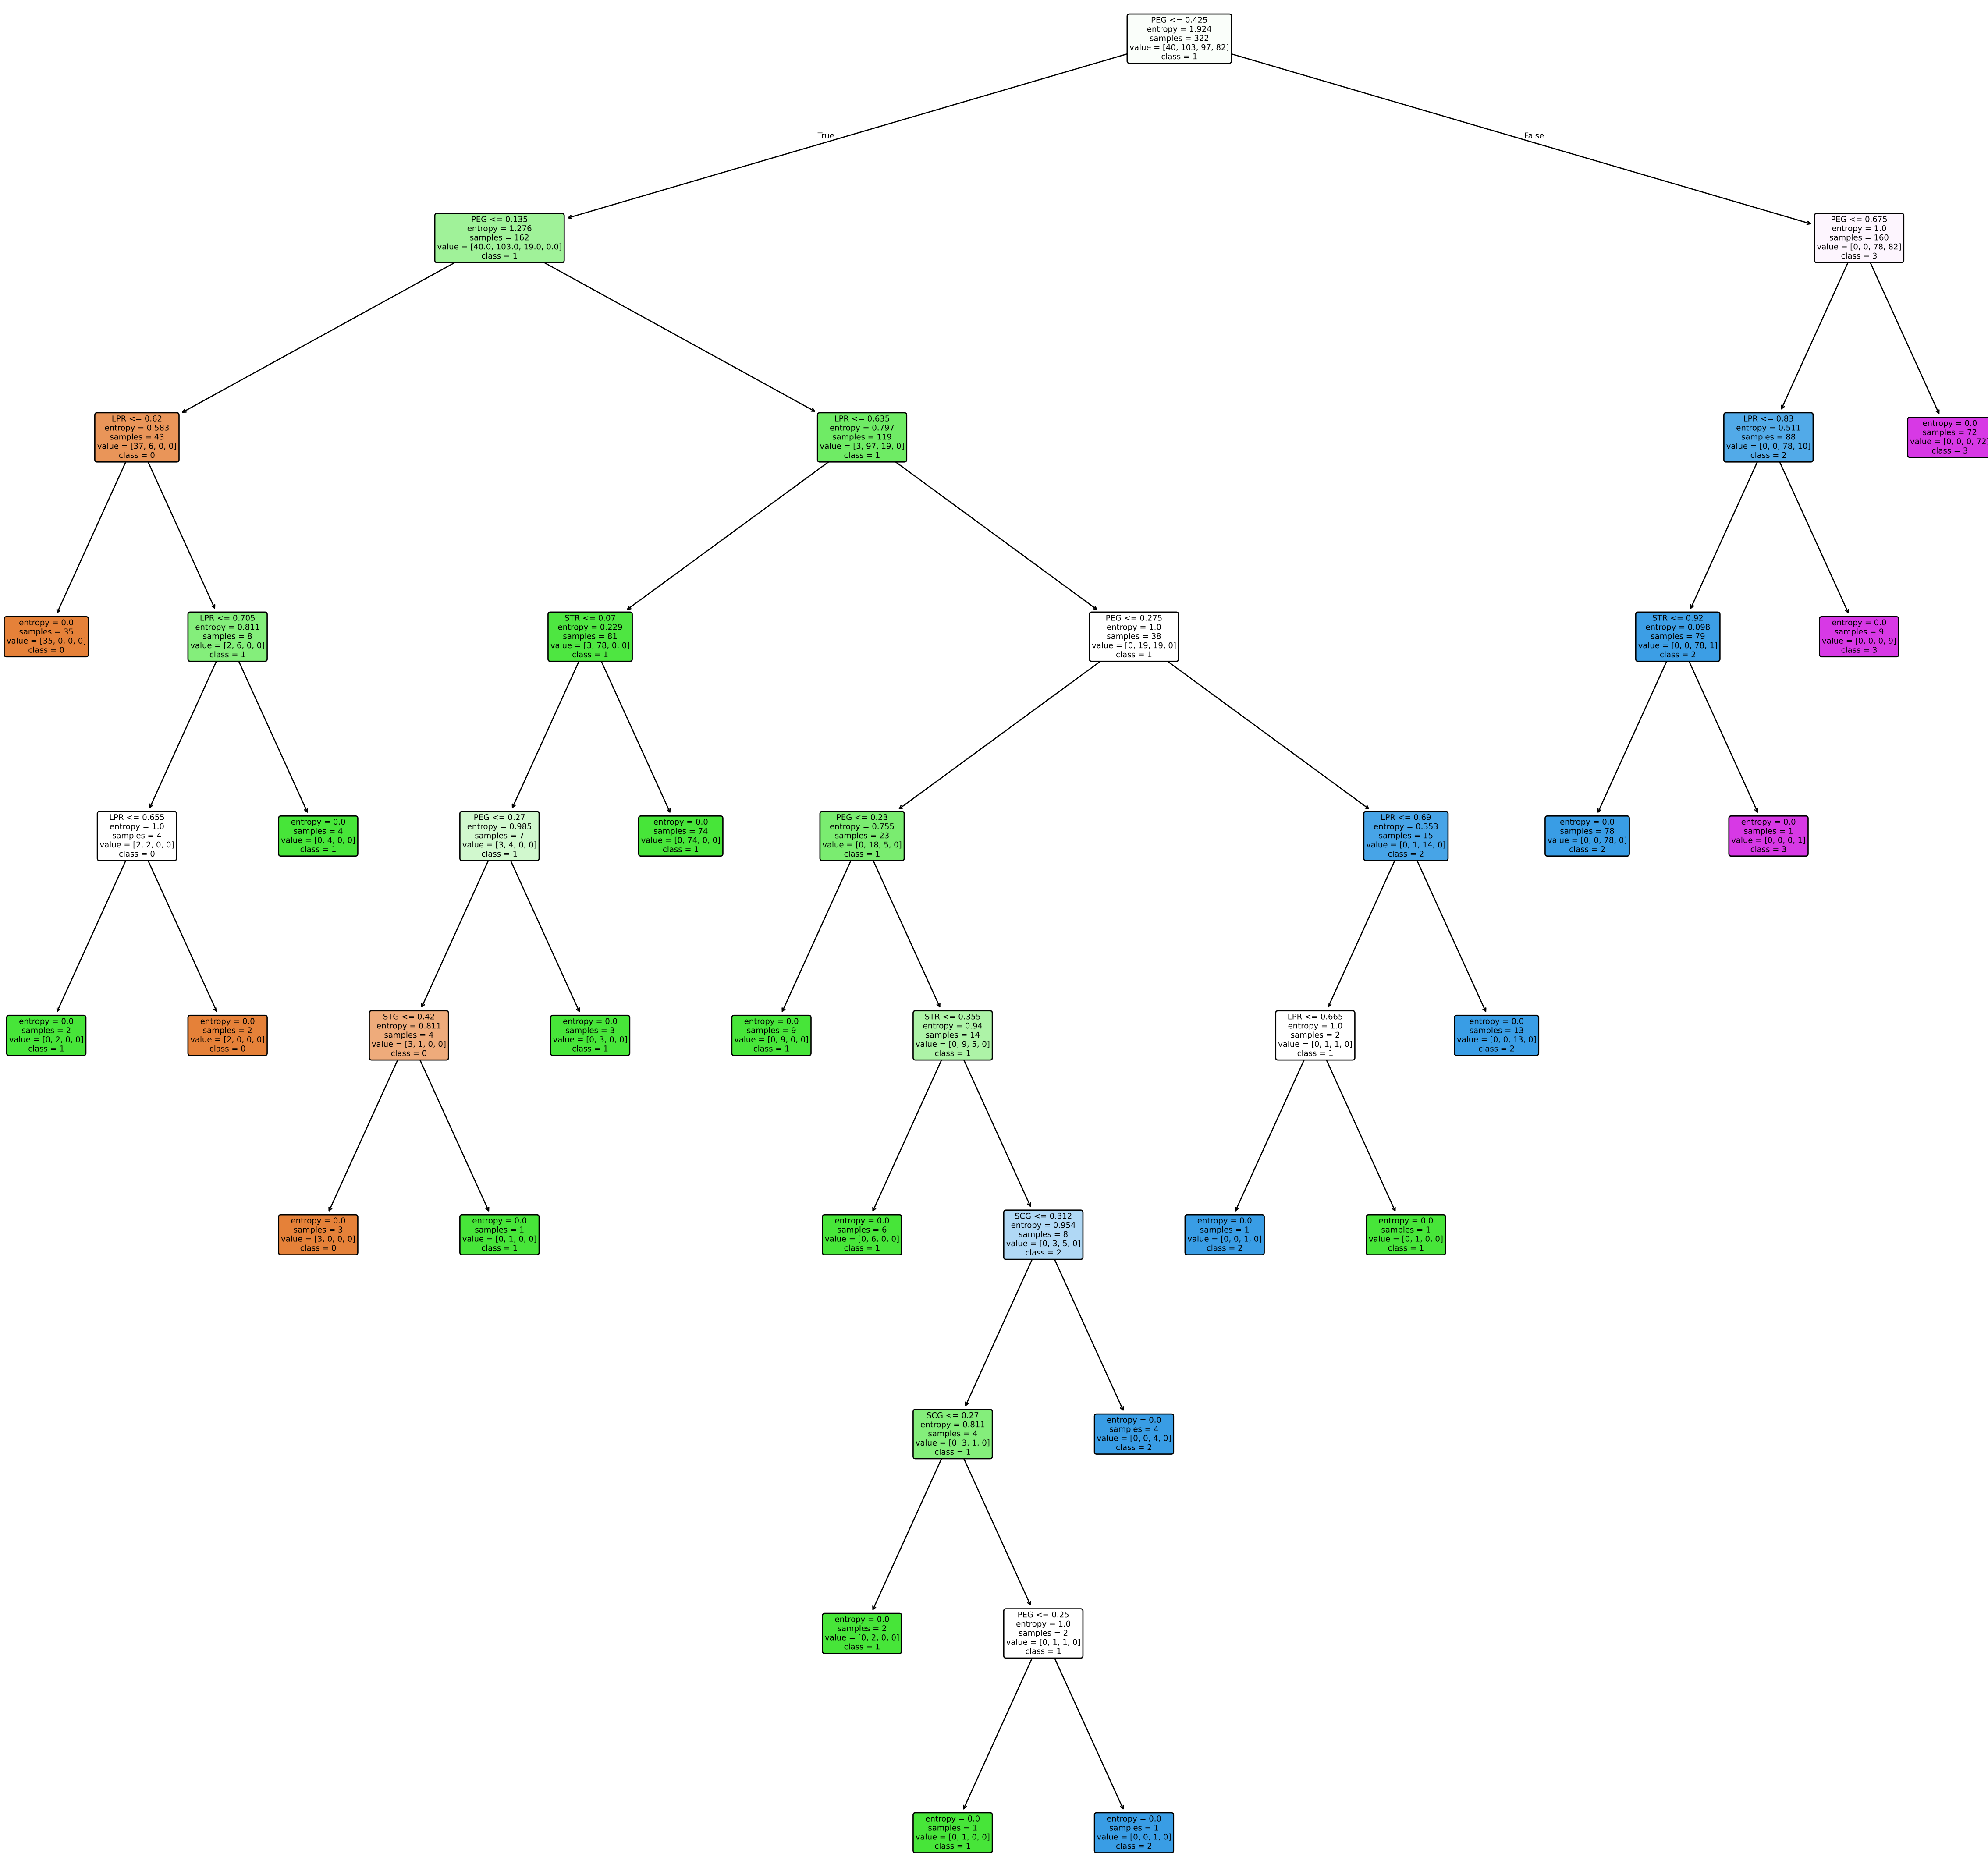 PEG <= 0.425
entropy = 1.924
samples = 322
value = [40, 103, 97, 82]
class = 1
True
False
PEG <= 0.135
entropy = 1.276
samples = 162
value = [40.0, 103.0, 19.0, 0.0]
class = 1
PEG <= 0.675
entropy = 1.0
samples = 160
value = [0, 0, 78, 82]
class = 3
LPR <= 0.62
entropy = 0.583
samples = 43
value = [37, 6, 0, 0]
class = 0
LPR <= 0.635
entropy = 0.797
samples = 119
value = [3, 97, 19, 0]
class = 1
LPR <= 0.83
entropy = 0.511
samples = 88
value = [0, 0, 78, 10]
class = 2
entropy = 0.0
samples = 72
value = [0, 0, 0, 72]
class = 3
entropy = 0.0
samples = 35
value = [35, 0, 0, 0]
class = 0
LPR <= 0.705
entropy = 0.811
samples = 8
value = [2, 6, 0, 0]
class = 1
STR <= 0.07
entropy = 0.229
samples = 81
value = [3, 78, 0, 0]
class = 1
PEG <= 0.275
entropy = 1.0
samples = 38
value = [0, 19, 19, 0]
class = 1
STR <= 0.92
entropy = 0.098
samples = 79
value = [0, 0, 78, 1]
class = 2
entropy = 0.0
samples = 9
value = [0, 0, 0, 9]
class = 3
LPR <= 0.655
entropy = 1.0
samples = 4
value = [2, 2, 0, 0]
class = 0
entropy = 0.0
samples = 4
value = [0, 4, 0, 0]
class = 1
PEG <= 0.27
entropy = 0.985
samples = 7
value = [3, 4, 0, 0]
class = 1
entropy = 0.0
samples = 74
value = [0, 74, 0, 0]
class = 1
PEG <= 0.23
entropy = 0.755
samples = 23
value = [0, 18, 5, 0]
class = 1
LPR <= 0.69
entropy = 0.353
samples = 15
value = [0, 1, 14, 0]
class = 2
entropy = 0.0
samples = 78
value = [0, 0, 78, 0]
class = 2
entropy = 0.0
samples = 1
value = [0, 0, 0, 1]
class = 3
entropy = 0.0
samples = 2
value = [0, 2, 0, 0]
class = 1
entropy = 0.0
samples = 2
value = [2, 0, 0, 0]
class = 0
STG <= 0.42
entropy = 0.811
samples = 4
value = [3, 1, 0, 0]
class = 0
entropy = 0.0
samples = 3
value = [0, 3, 0, 0]
class = 1
entropy = 0.0
samples = 9
value = [0, 9, 0, 0]
class = 1
STR <= 0.355
entropy = 0.94
samples = 14
value = [0, 9, 5, 0]
class = 1
LPR <= 0.665
entropy = 1.0
samples = 2
value = [0, 1, 1, 0]
class = 1
entropy = 0.0
samples = 13
value = [0, 0, 13, 0]
class = 2
entropy = 0.0
samples = 3
value = [3, 0, 0, 0]
class = 0
entropy = 0.0
samples = 1
value = [0, 1, 0, 0]
class = 1
entropy = 0.0
samples = 6
value = [0, 6, 0, 0]
class = 1
SCG <= 0.312
entropy = 0.954
samples = 8
value = [0, 3, 5, 0]
class = 2
entropy = 0.0
samples = 1
value = [0, 0, 1, 0]
class = 2
entropy = 0.0
samples = 1
value = [0, 1, 0, 0]
class = 1
SCG <= 0.27
entropy = 0.811
samples = 4
value = [0, 3, 1, 0]
class = 1
entropy = 0.0
samples = 4
value = [0, 0, 4, 0]
class = 2
entropy = 0.0
samples = 2
value = [0, 2, 0, 0]
class = 1
PEG <= 0.25
entropy = 1.0
samples = 2
value = [0, 1, 1, 0]
class = 1
entropy = 0.0
samples = 1
value = [0, 1, 0, 0]
class = 1
entropy = 0.0
samples = 1
value = [0, 0, 1, 0]
class = 2